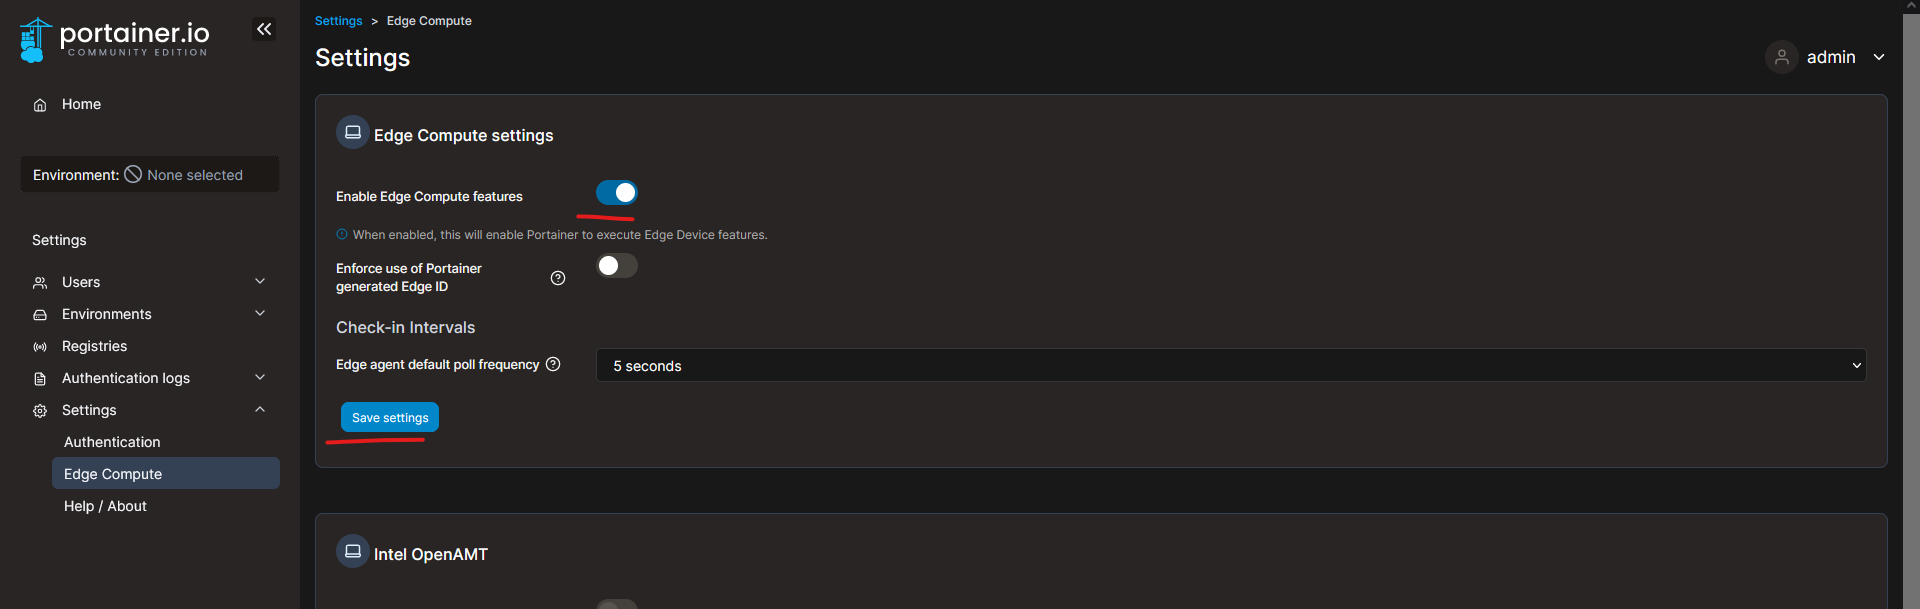 portainer.io
COMMUNITY EDITION
Home
Environment: None selected
Settings
Users
Environments
Registries
Authentication logs
Settings
Authentication
Edge Compute
Help / About
Settings > Edge Compute
Settings
admin
Edge Compute settings
Enable Edge Compute features
When enabled, this will enable Portainer to execute Edge Device features.
Enforce use of Portainer
generated Edge ID
Check-in Intervals
Edge agent default poll frequency
5 seconds
Save settings
Intel OpenAMT